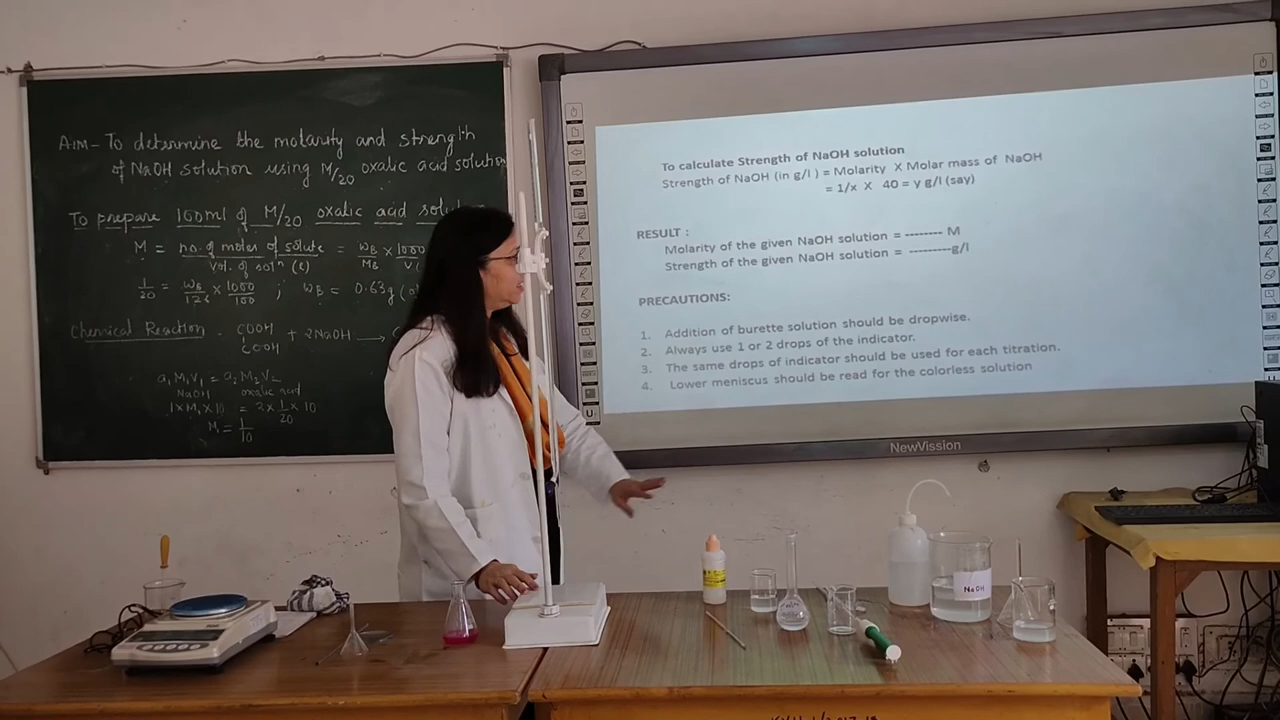 AIM - To determine the molarity and strength
of NaOH solution using M/20 oxalic acid solution
To prepare 100ml of M/20 oxalic acid solu
M = no. of moles of solute / Vol. of solⁿ (l) = W_B / M_B × 1000 / V(
1/20 = W_B / 126 × 1000/100 ; W_B = 0.63g (o
Chemical Reaction - COOH
COOH + 2NaOH →
a₁M₁V₁ = a₂M₂V₂
NaOH oxalic acid
1×M₁×10 = 2×1/20×10
M₁ = 1/10
To calculate Strength of NaOH solution
Strength of NaOH (in g/l ) = Molarity X Molar mass of NaOH
= 1/x X 40 = y g/l (say)
RESULT :
Molarity of the given NaOH solution = -------- M
Strength of the given NaOH solution = ----------g/l
PRECAUTIONS:
1. Addition of burette solution should be dropwise.
2. Always use 1 or 2 drops of the indicator.
3. The same drops of indicator should be used for each titration.
4. Lower meniscus should be read for the colorless solution
NewVission
NaOH